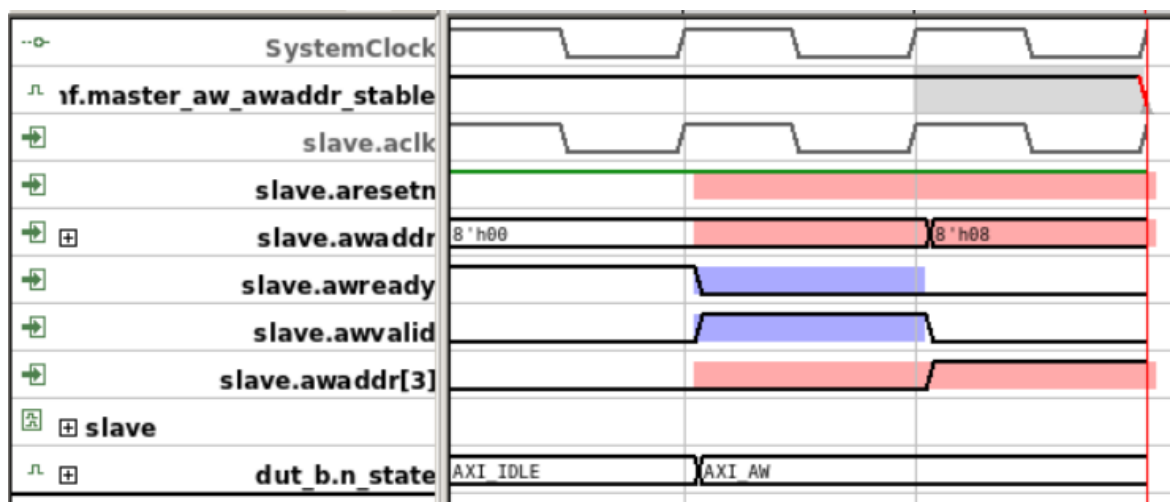 SystemClock
nf.master_aw_awaddr_stable
slave.aclk
slave.aresetn
slave.awaddr 8'h00 8'h08
slave.awready
slave.awvalid
slave.awaddr[3]
slave
dut_b.n_state AXI_IDLE AXI_AW